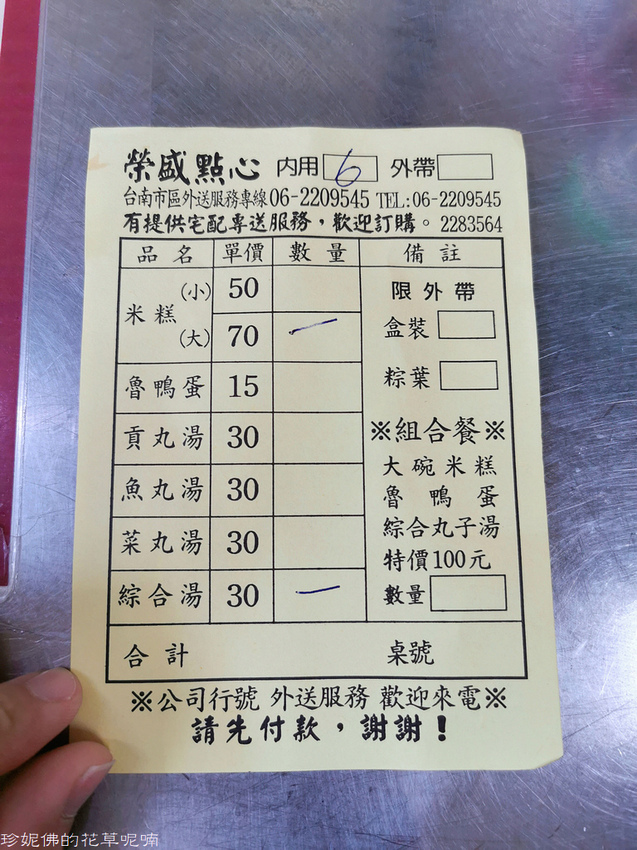 榮盛點心 內用 6 外帶
台南市區外送服務專線06-2209545 TEL:06-2209545
有提供宅配專送服務，歡迎訂購。2283564
品名 單價 數量 備註
米糕 (小) 50
(大) 70 一
魯鴨蛋 15
貢丸湯 30
魚丸湯 30
菜丸湯 30
綜合湯 30 一
限外帶
盒裝
粽葉
※組合餐※
大碗米糕
魯鴨蛋
綜合丸子湯
特價100元
數量
合計 桌號
※公司行號 外送服務 歡迎來電※
請先付款，謝謝！
珍妮佛的花草呢喃